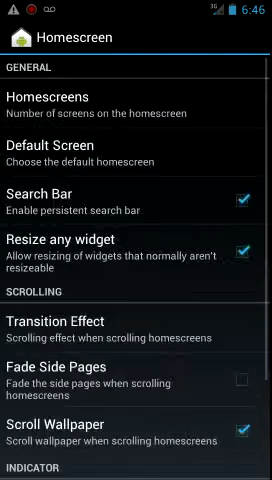 3G 6:46
Homescreen
GENERAL
Homescreens
Number of screens on the homescreen
Default Screen
Choose the default homescreen
Search Bar
Enable persistent search bar
Resize any widget
Allow resizing of widgets that normally aren't
resizeable
SCROLLING
Transition Effect
Scrolling effect when scrolling homescreens
Fade Side Pages
Fade the side pages when scrolling
homescreens
Scroll Wallpaper
Scroll wallpaper when scrolling homescreens
INDICATOR